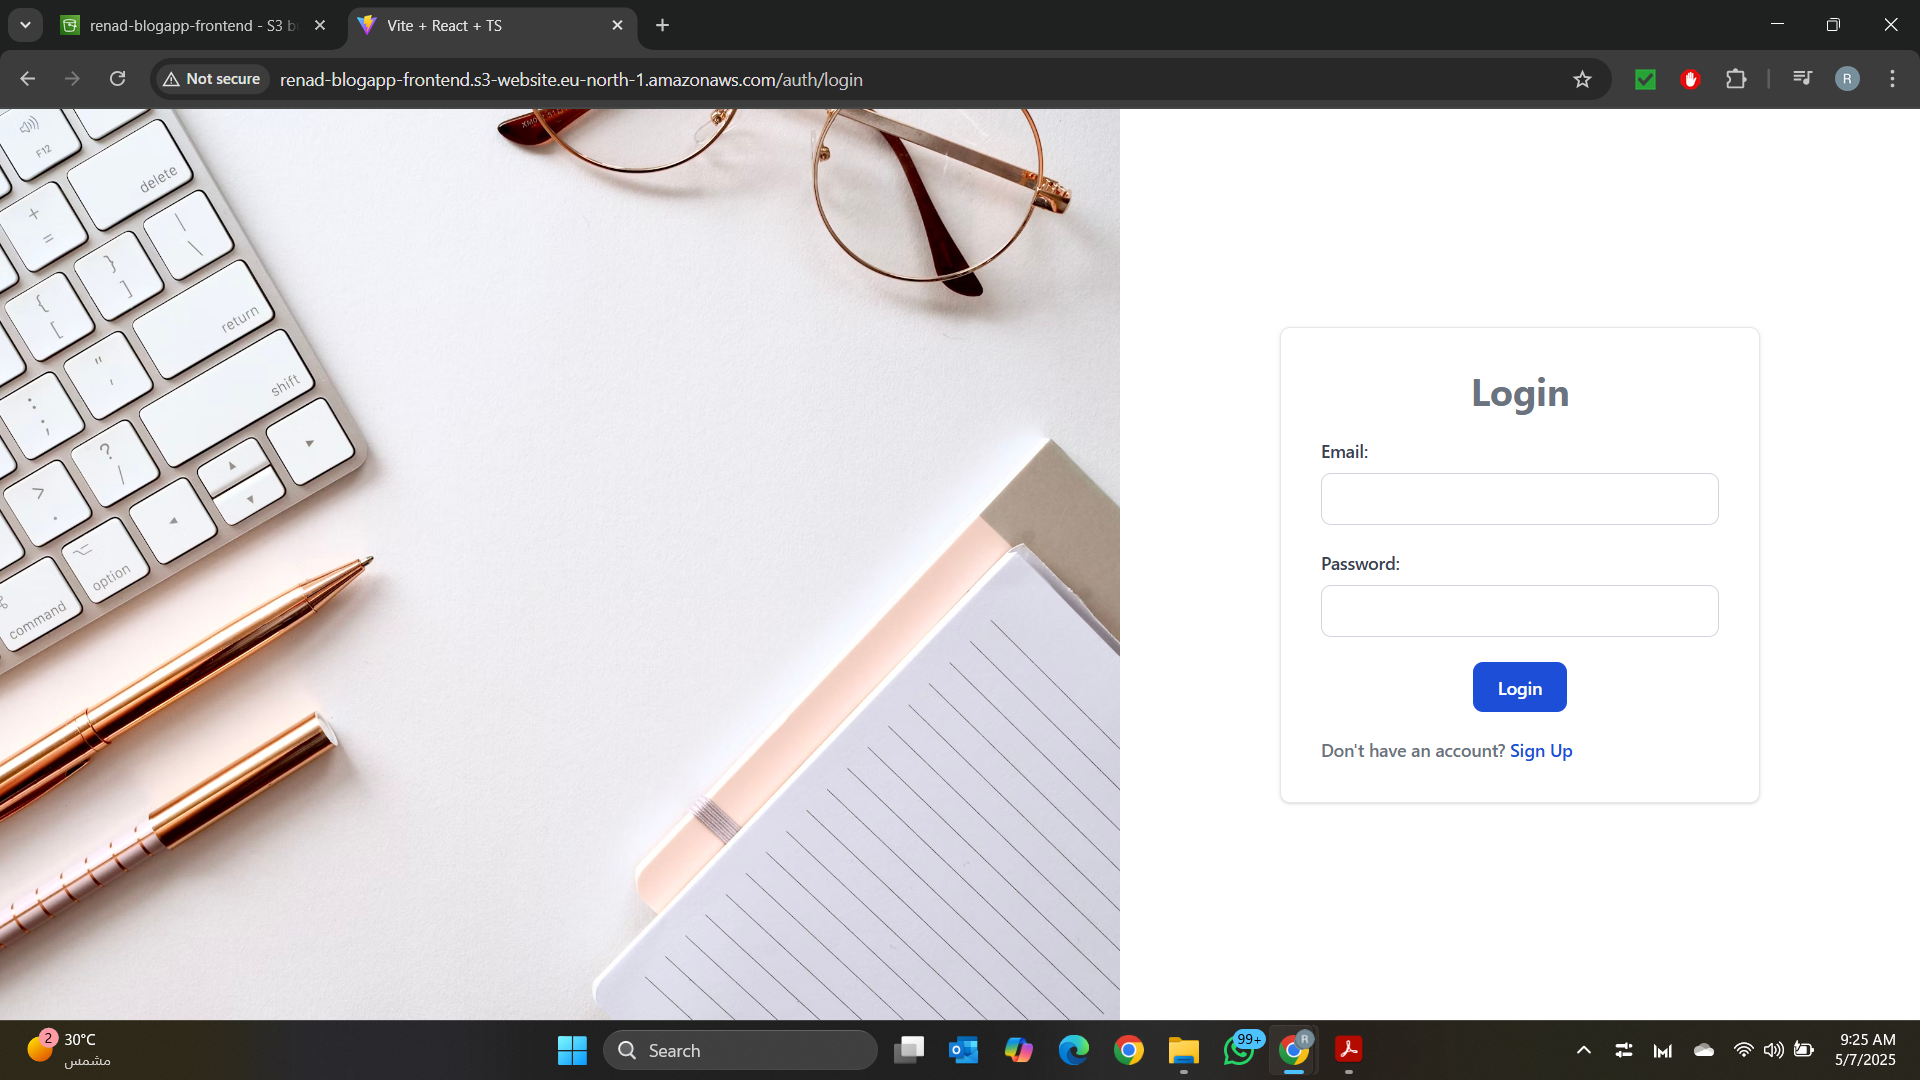 renad-blogapp-frontend - S3 b
Vite + React + TS
Not secure
renad-blogapp-frontend.s3-website.eu-north-1.amazonaws.com/auth/login
R
F12
delete
+
=
|
\
}
]
{
[
return
"
'
shift
:
;
?
/
>
.
option
command
Login
Email:
Password:
Login
Don't have an account? Sign Up
2
30°C
مشمس
Search
99+
R
9:25 AM
5/7/2025